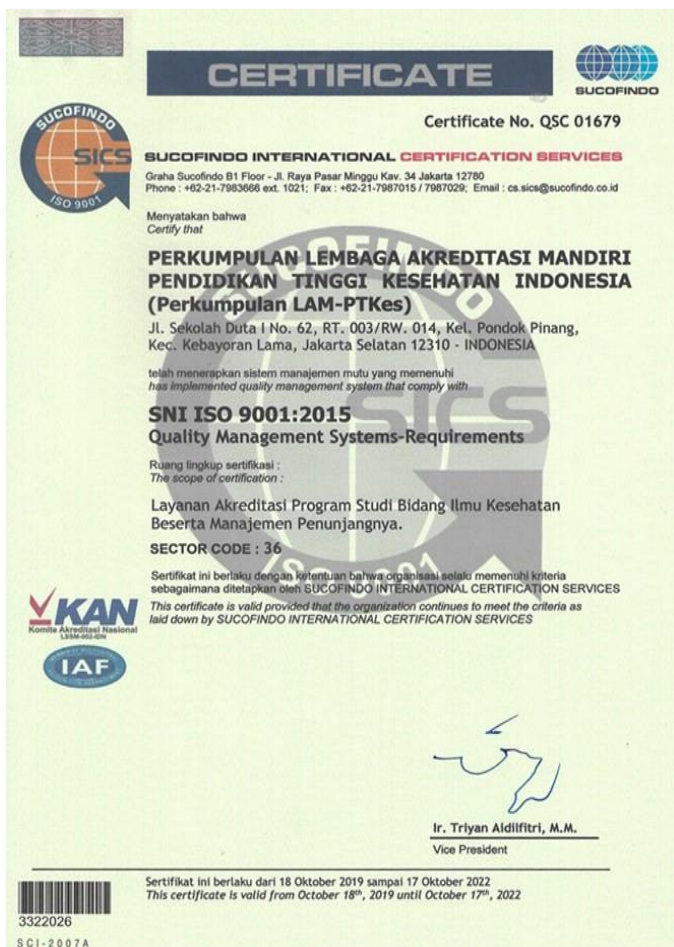 CERTIFICATE
SUCOFINDO
Certificate No. QSC 01679
SUCOFINDO
SICS
ISO 9001
SUCOFINDO INTERNATIONAL CERTIFICATION SERVICES
Graha Sucofindo B1 Floor - Jl. Raya Pasar Minggu Kav. 34 Jakarta 12780
Phone : +62-21-7983666 ext. 1021; Fax : +62-21-7987015 / 7987029; Email : cs.sics@sucofindo.co.id
Menyatakan bahwa
Certify that
PERKUMPULAN LEMBAGA AKREDITASI MANDIRI
PENDIDIKAN TINGGI KESEHATAN INDONESIA
(Perkumpulan LAM-PTKes)
Jl. Sekolah Duta I No. 62, RT. 003/RW. 014, Kel. Pondok Pinang,
Kec. Kebayoran Lama, Jakarta Selatan 12310 - INDONESIA
telah menerapkan sistem manajemen mutu yang memenuhi
has implemented quality management system that comply with
SNI ISO 9001:2015
Quality Management Systems-Requirements
Ruang lingkup sertifikasi :
The scope of certification :
Layanan Akreditasi Program Studi Bidang Ilmu Kesehatan
Beserta Manajemen Penunjangnya.
SECTOR CODE : 36
Sertifikat ini berlaku dengan ketentuan bahwa organisasi selalu memenuhi kriteria
sebagaimana ditetapkan oleh SUCOFINDO INTERNATIONAL CERTIFICATION SERVICES
This certificate is valid provided that the organization continues to meet the criteria as
laid down by SUCOFINDO INTERNATIONAL CERTIFICATION SERVICES
SUCOFINDO
SICS
ISO 9001
KAN
Komite Akreditasi Nasional
LSSM-002-IDN
IAF
Ir. Triyan Aidilfitri, M.M.
Vice President
Sertifikat ini berlaku dari 18 Oktober 2019 sampai 17 Oktober 2022
This certificate is valid from October 18th, 2019 until October 17th, 2022
3322026
SCI-2007A